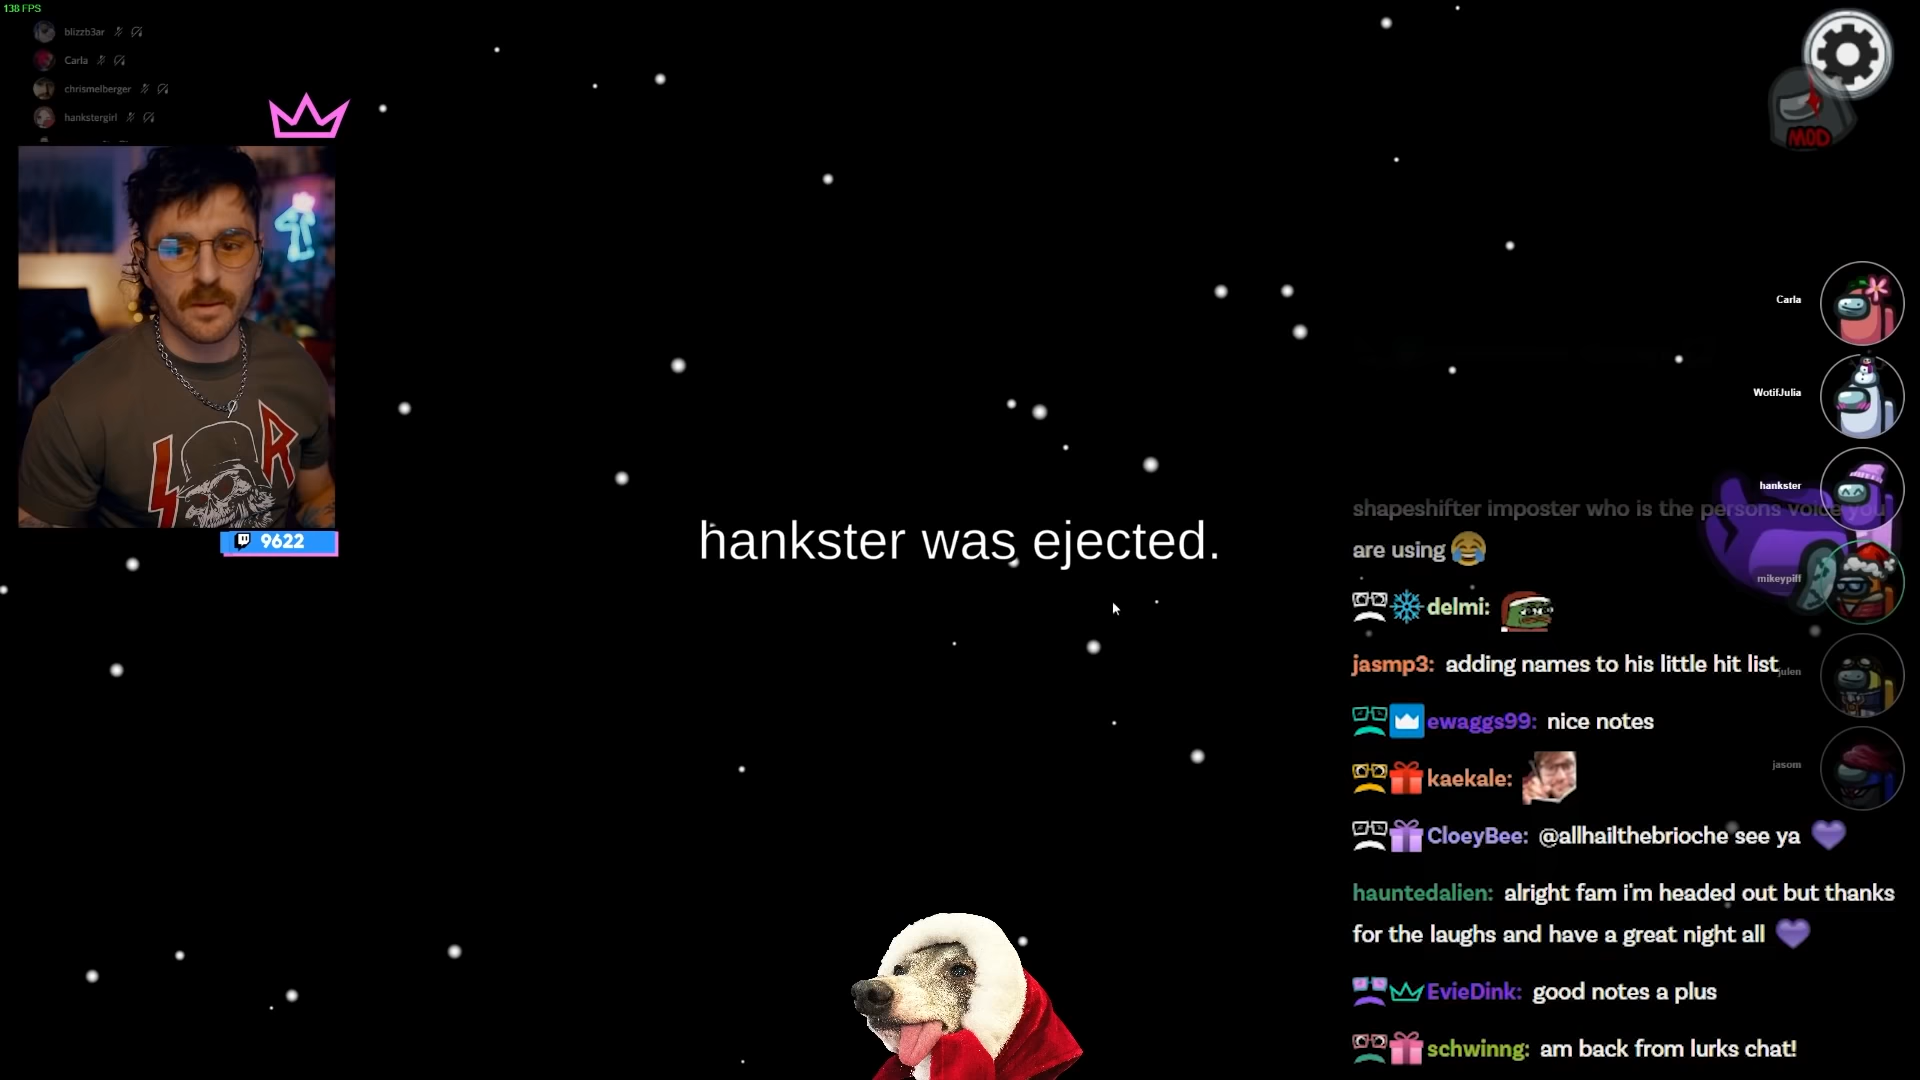 138 FPS
blizzb3ar
Carla
chrismelberger
hankstergirl
MOD
9622
hankster was ejected.
Carla
WotifJulia
hankster
mikeypiff
julen
jasom
shapeshifter imposter who is the persons voice you
are using
delmi:
jasmp3: adding names to his little hit list
ewaggs99: nice notes
kaekale:
CloeyBee: @allhailthebrioche see ya
hauntedalien: alright fam i'm headed out but thanks
for the laughs and have a great night all
EvieDink: good notes a plus
schwinng: am back from lurks chat!